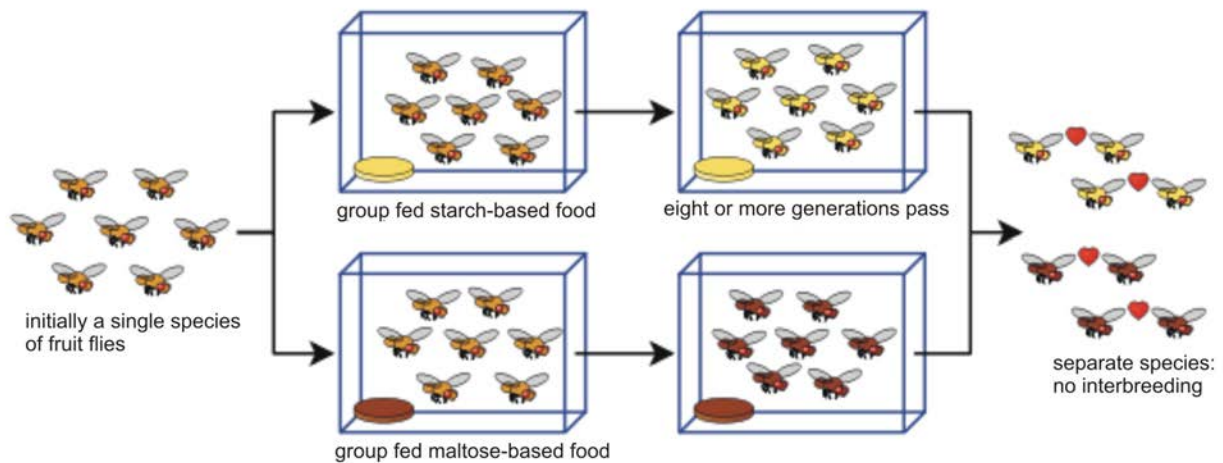 group fed starch-based food
eight or more generations pass
initially a single species
of fruit flies
separate species:
no interbreeding
group fed maltose-based food